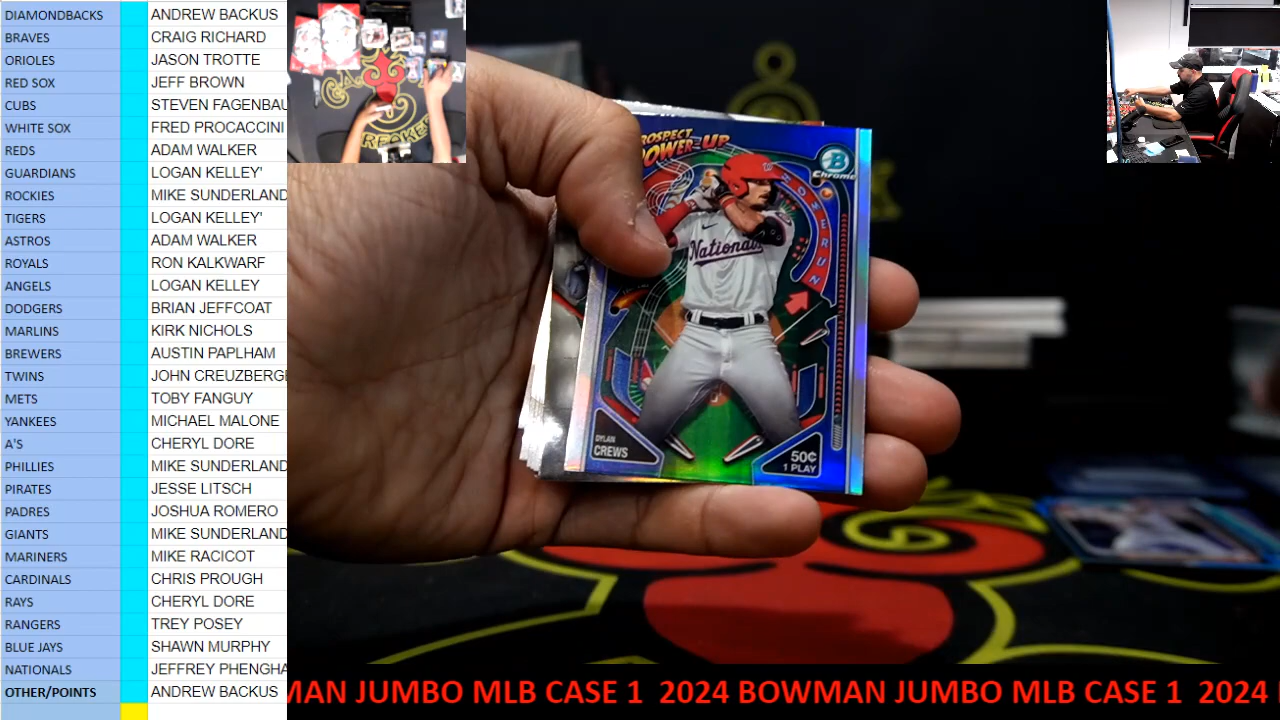 DIAMONDBACKS ANDREW BACKUS
BRAVES CRAIG RICHARD
ORIOLES JASON TROTTE
RED SOX JEFF BROWN
CUBS STEVEN FAGENBAU
WHITE SOX FRED PROCACCINI
REDS ADAM WALKER
GUARDIANS LOGAN KELLEY'
ROCKIES MIKE SUNDERLAND
TIGERS LOGAN KELLEY'
ASTROS ADAM WALKER
ROYALS RON KALKWARF
ANGELS LOGAN KELLEY
DODGERS BRIAN JEFFCOAT
MARLINS KIRK NICHOLS
BREWERS AUSTIN PAPLHAM
TWINS JOHN CREUZBERGE
METS TOBY FANGUY
YANKEES MICHAEL MALONE
A'S CHERYL DORE
PHILLIES MIKE SUNDERLAND
PIRATES JESSE LITSCH
PADRES JOSHUA ROMERO
GIANTS MIKE SUNDERLAND
MARINERS MIKE RACICOT
CARDINALS CHRIS PROUGH
RAYS CHERYL DORE
RANGERS TREY POSEY
BLUE JAYS SHAWN MURPHY
NATIONALS JEFFREY PHENGHA
OTHER/POINTS ANDREW BACKUS
ROSPECT
POWER-UP
B
Chrome
HOMERUN
Nationals
DYLAN
CREWS
50¢
1 PLAY
MAN JUMBO MLB CASE 1 2024 BOWMAN JUMBO MLB CASE 1 2024